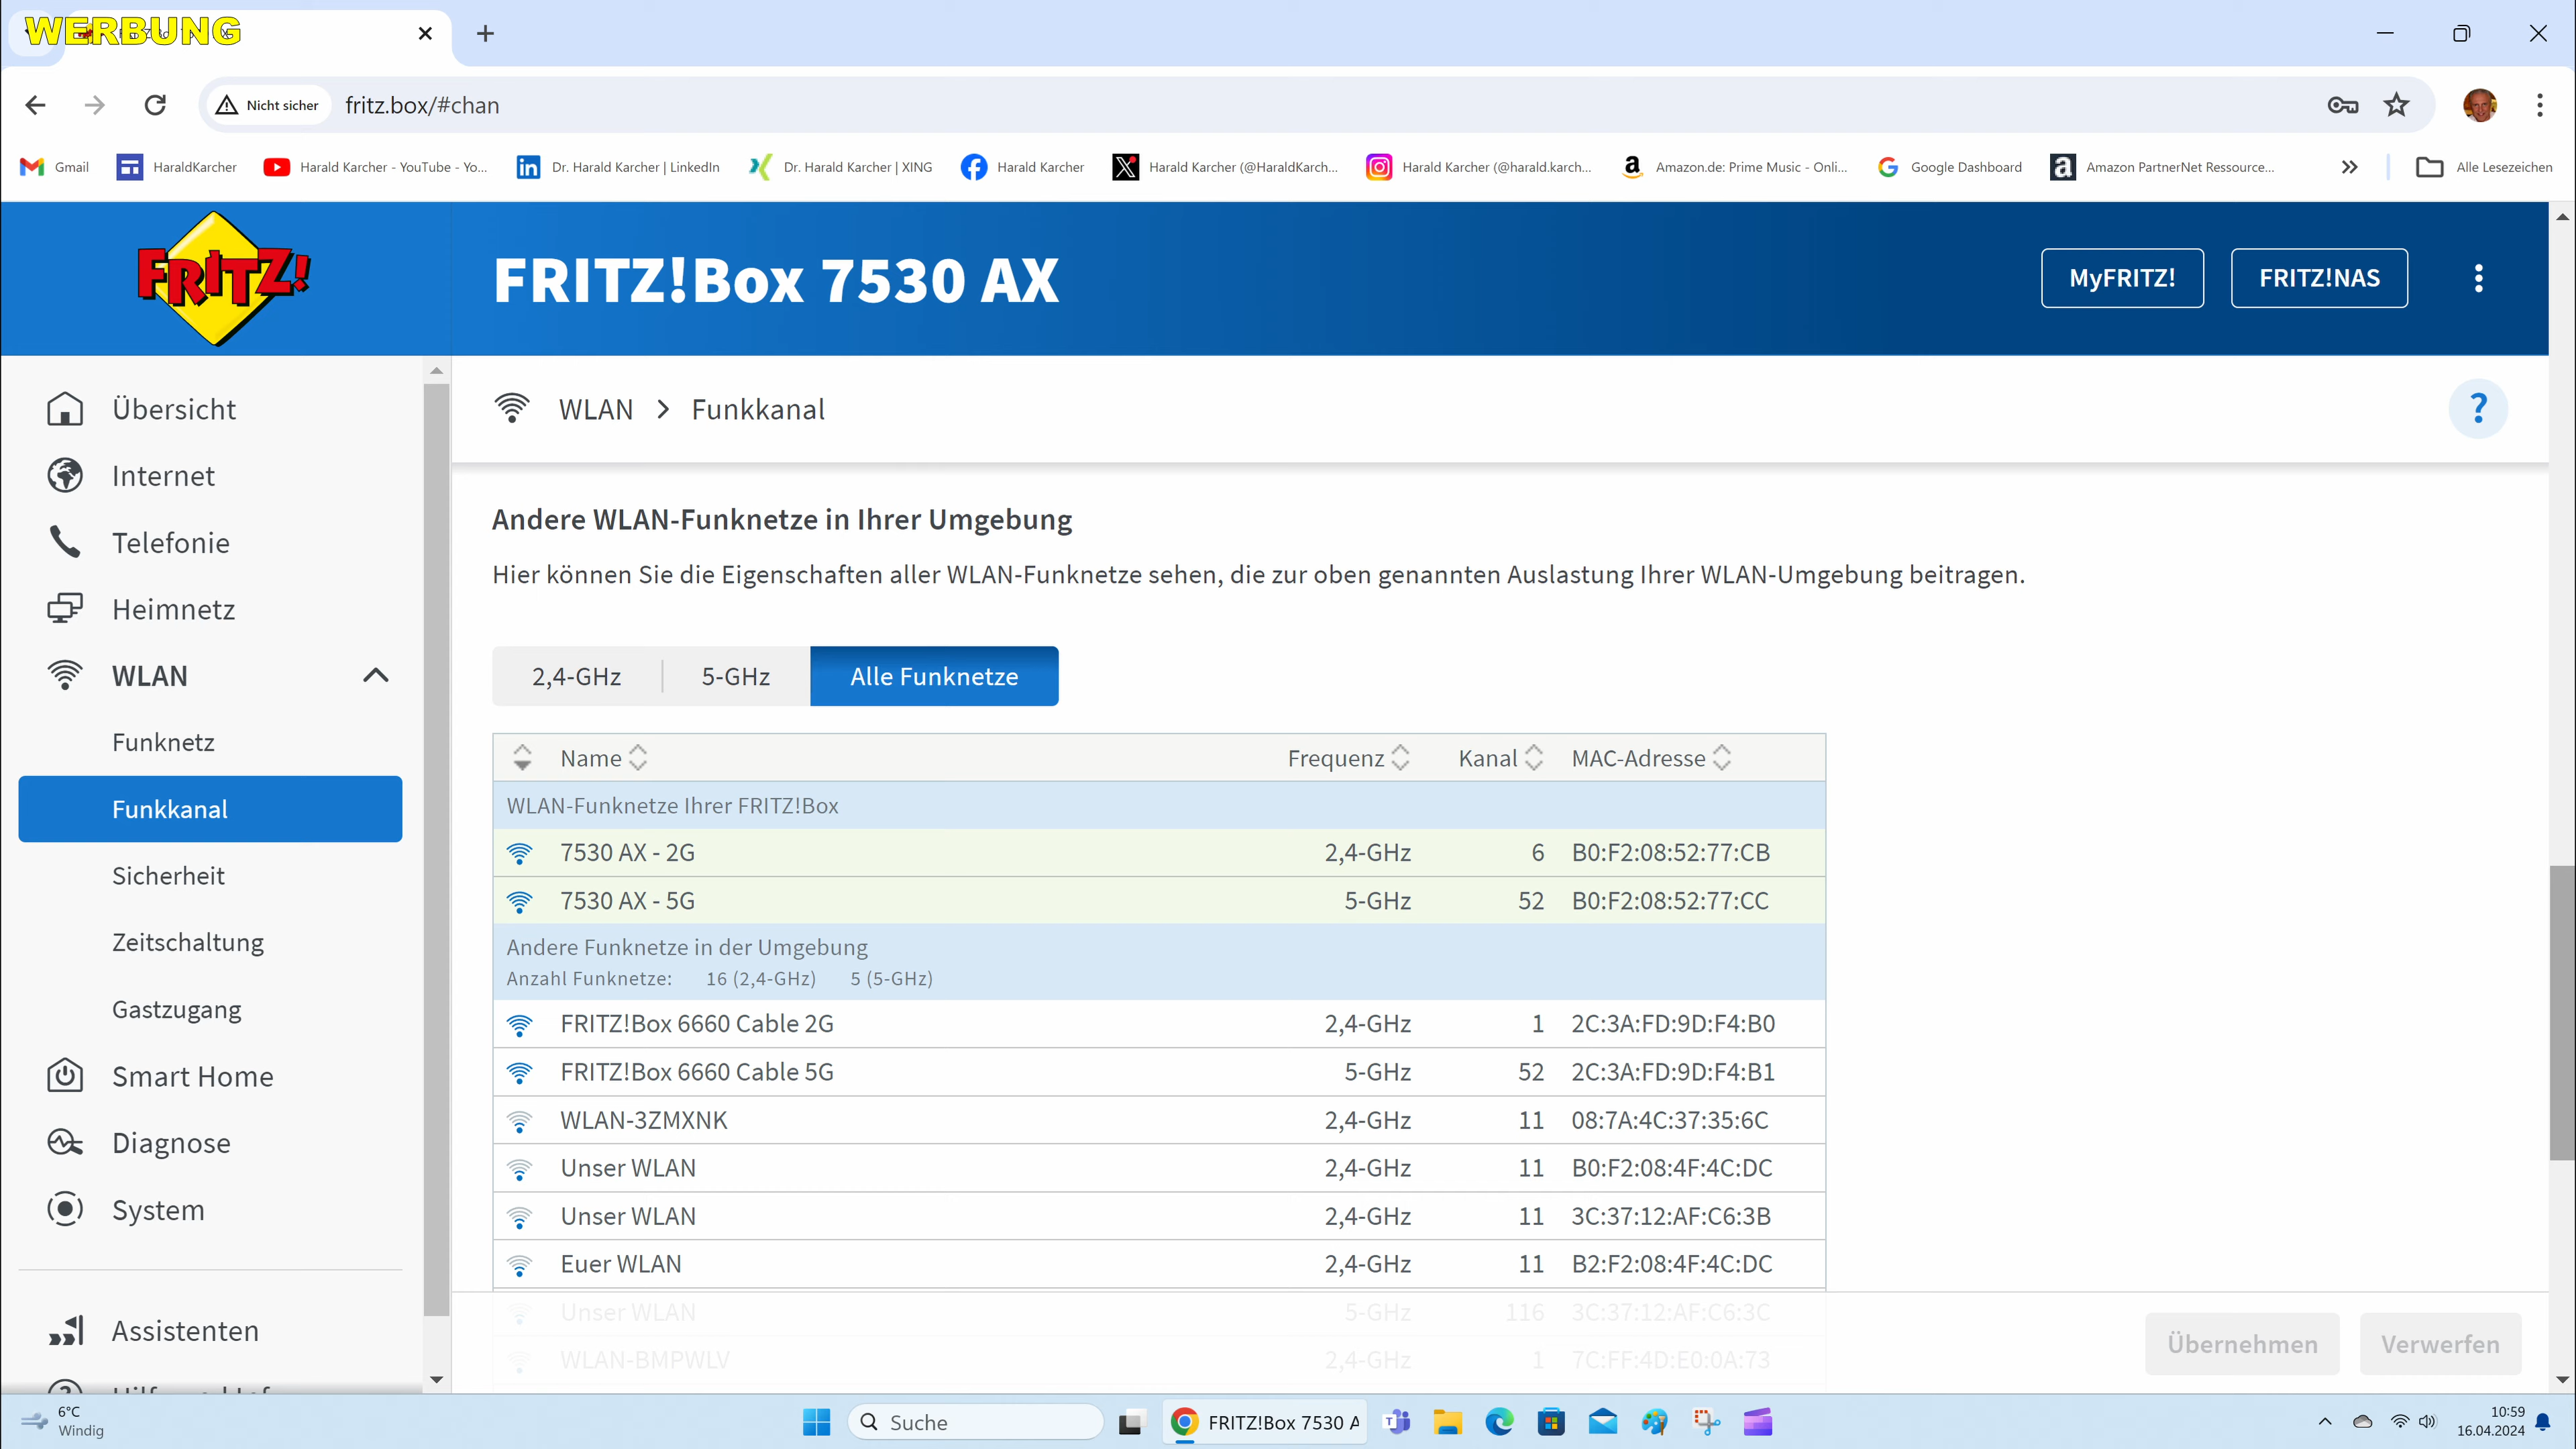 WERBUNG
Nicht sicher
fritz.box/#chan
Gmail
HaraldKarcher
Harald Karcher - YouTube - Yo...
Dr. Harald Karcher | LinkedIn
Dr. Harald Karcher | XING
Harald Karcher
Harald Karcher (@HaraldKarch...
Harald Karcher (@harald.karch...
Amazon.de: Prime Music - Onli...
Google Dashboard
Amazon PartnerNet Ressource...
Alle Lesezeichen
FRITZ!
FRITZ!Box 7530 AX
MyFRITZ!
FRITZ!NAS
Übersicht
Internet
Telefonie
Heimnetz
WLAN
Funknetz
Funkkanal
Sicherheit
Zeitschaltung
Gastzugang
Smart Home
Diagnose
System
Assistenten
WLAN > Funkkanal
?
Andere WLAN-Funknetze in Ihrer Umgebung
Hier können Sie die Eigenschaften aller WLAN-Funknetze sehen, die zur oben genannten Auslastung Ihrer WLAN-Umgebung beitragen.
2,4-GHz 5-GHz Alle Funknetze
Name Frequenz Kanal MAC-Adresse
WLAN-Funknetze Ihrer FRITZ!Box
7530 AX - 2G 2,4-GHz 6 B0:F2:08:52:77:CB
7530 AX - 5G 5-GHz 52 B0:F2:08:52:77:CC
Andere Funknetze in der Umgebung
Anzahl Funknetze: 16 (2,4-GHz) 5 (5-GHz)
FRITZ!Box 6660 Cable 2G 2,4-GHz 1 2C:3A:FD:9D:F4:B0
FRITZ!Box 6660 Cable 5G 5-GHz 52 2C:3A:FD:9D:F4:B1
WLAN-3ZMXNK 2,4-GHz 11 08:7A:4C:37:35:6C
Unser WLAN 2,4-GHz 11 B0:F2:08:4F:4C:DC
Unser WLAN 2,4-GHz 11 3C:37:12:AF:C6:3B
Euer WLAN 2,4-GHz 11 B2:F2:08:4F:4C:DC
Unser WLAN 5-GHz 116 3C:37:12:AF:C6:3C
WLAN-BMPWLV 2,4-GHz 1 7C:FF:4D:E0:0A:73
Übernehmen
Verwerfen
6°C
Windig
Suche
FRITZ!Box 7530 A
10:59
16.04.2024